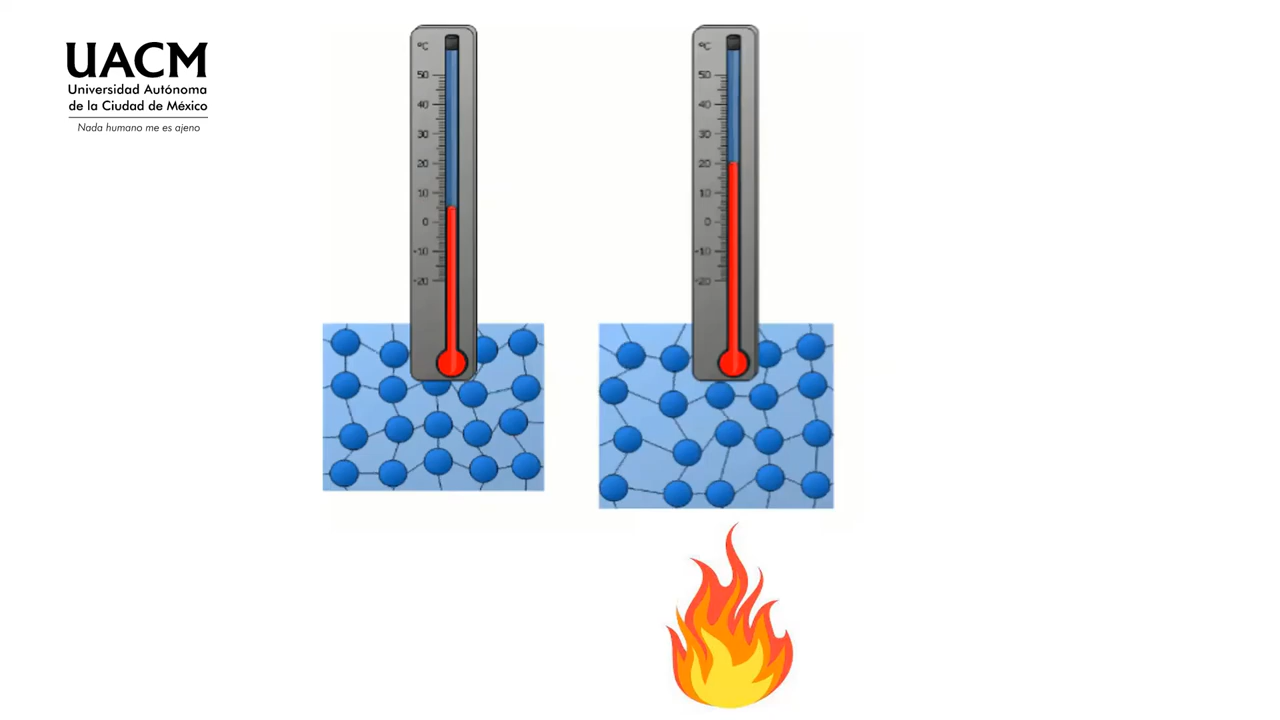 UACM
Universidad Autónoma
de la Ciudad de México
Nada humano me es ajeno
°C
50
40
30
20
10
0
-10
-20
°C
50
40
30
20
10
0
-10
-20